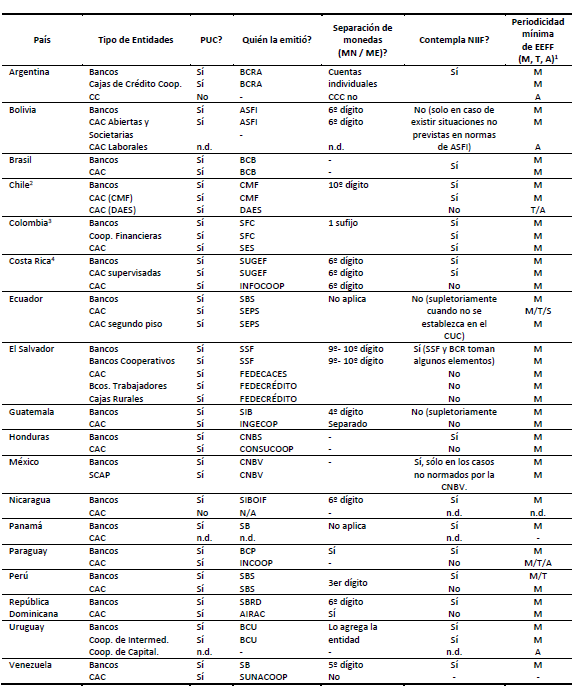 País Tipo de Entidades PUC? Quién la emitió? Separación de monedas (MN / ME)? Contempla NIIF? Periodicidad mínima de EEFF (M, T, A)1
Argentina Bancos Sí BCRA Cuentas Sí M
Cajas de Crédito Coop. Sí BCRA individuales M
CC No - CCC no A
Bolivia Bancos Sí ASFI 6º dígito No (solo en caso de M
CAC Abiertas y Sí ASFI 6º dígito existir situaciones no M
Societarias - previstas en normas
CAC Laborales n.d. n.d. de ASFI) A
Brasil Bancos Sí BCB - Sí M
CAC Sí BCB - M
Chile2 Bancos Sí CMF 10º dígito Sí M
CAC (CMF) Sí CMF Sí M
CAC (DAES) Sí DAES No T/A
Colombia3 Bancos Sí SFC 1 sufijo Sí M
Coop. Financieras Sí SFC Sí M
CAC Sí SES Sí M
Costa Rica4 Bancos Sí SUGEF 6º dígito Sí M
CAC supervisadas Sí SUGEF 6º dígito Sí M
CAC Sí INFOCOOP 6º dígito No M
Ecuador Bancos Sí SBS No aplica No (supletoriamente M
CAC Sí SEPS cuando no se M/T/S
CAC segundo piso Sí SEPS establezca en el M
CUC)
El Salvador Bancos Sí SSF 9º- 10º dígito Sí (SSF y BCR toman M
Bancos Cooperativos Sí SSF 9º- 10º dígito algunos elementos) M
CAC Sí FEDECACES No M
Bcos. Trabajadores Sí FEDECRÉDITO No M
Cajas Rurales Sí FEDECRÉDITO No M
Guatemala Bancos Sí SIB 4º dígito No (supletoriamente M
CAC Sí INGECOP Separado No M
Honduras Bancos Sí CNBS - Sí M
CAC Sí CONSUCOOP - No M
México Bancos Sí CNBV - Sí, sólo en los casos M
SCAP Sí CNBV no normados por la M
CNBV.
Nicaragua Bancos Sí SIBOIF 6º dígito Sí M
CAC No N/A - n.d. n.d.
Panamá Bancos Sí SB No aplica Sí M
CAC n.d. n.d. n.d. -
Paraguay Bancos Sí BCP Sí Sí M
CAC Sí INCOOP - No M/T/A
Perú Bancos Sí SBS 3er dígito Sí M/T
CAC Sí SBS No M
República Bancos Sí SBRD 6º dígito Sí M
Dominicana CAC Sí AIRAC Sí No M
Uruguay Bancos Sí BCU Lo agrega la Sí M
Coop. de Intermed. Sí BCU entidad Sí M
Coop. de Capital. n.d. - - n.d. A
Venezuela Bancos Sí SB 5º dígito Sí M
CAC Sí SUNACOOP No - -